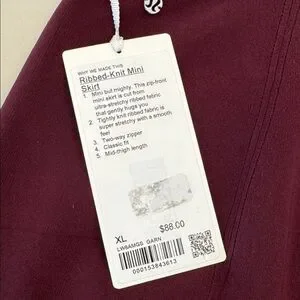 WHY WE MADE THIS
Ribbed-Knit Mini
Skirt
1. Mini but mighty. This zip-front
mini skirt is cut from
ultra-stretchy ribbed fabric
that gently hugs you
2. Tightly knit ribbed fabric is
super stretchy with a smooth
feel
3. Two-way zipper
4. Classic fit
5. Mid-thigh length
XL
$88.00
LW8AMGS GARN
000153843613